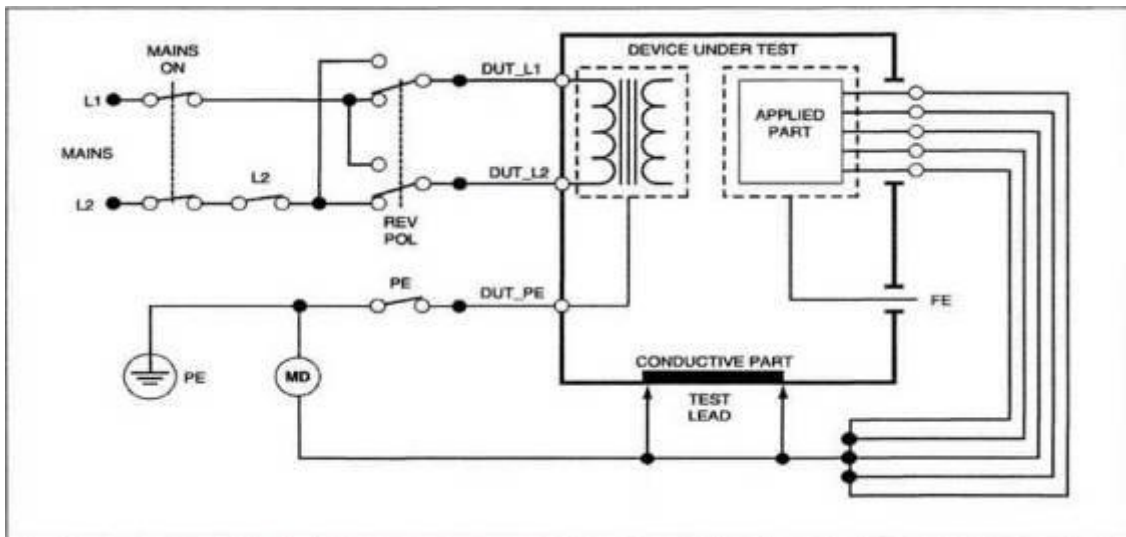 MAINS
ON
L1
MAINS
L2
L2
REV
POL
DUT_L1
DUT_L2
DEVICE UNDER TEST
APPLIED
PART
PE
DUT_PE
FE
PE
MD
CONDUCTIVE PART
TEST
LEAD